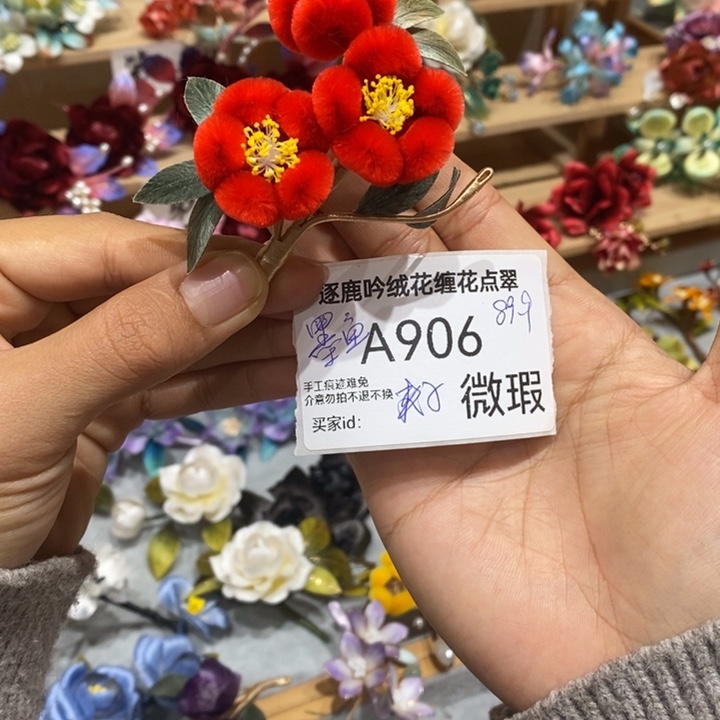 逐鹿吟绒花缠花点翠
A906
899
手工痕迹难免
介意勿拍不退不换
微瑕
买家id: